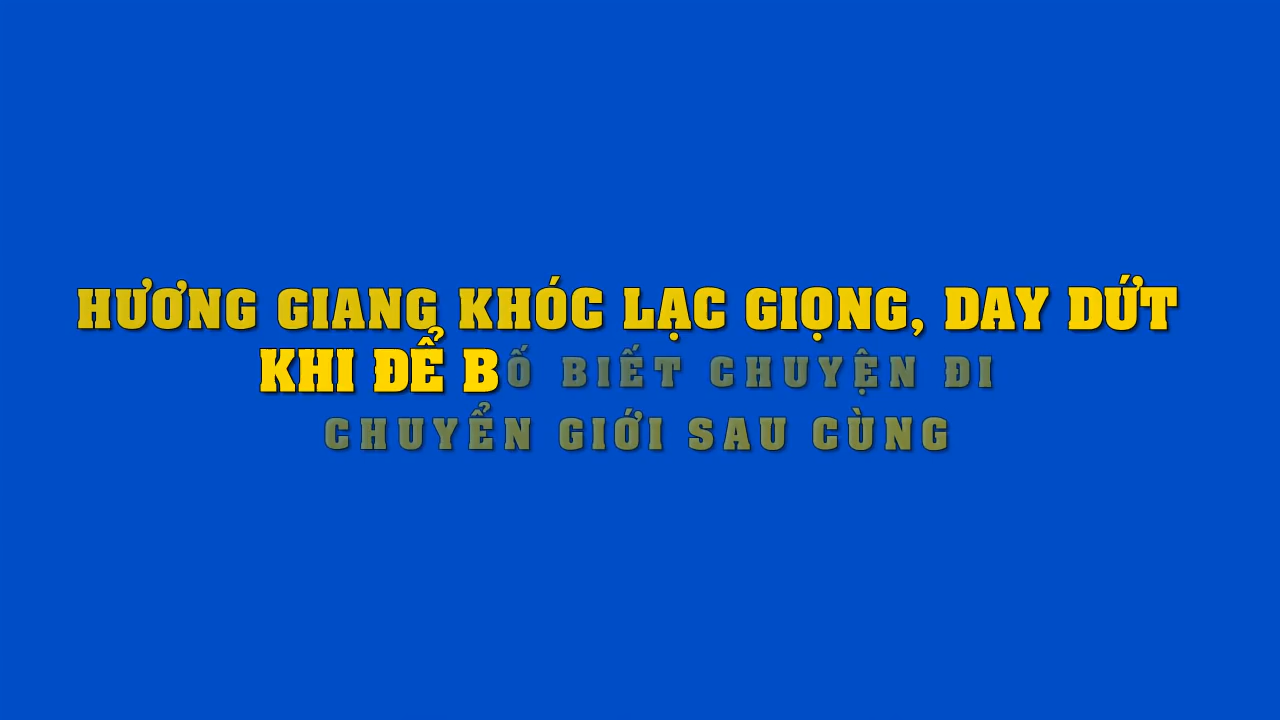 HƯƠNG GIANG KHÓC LẠC GIỌNG, DAY DỨT
KHI ĐỂ BỐ BIẾT CHUYỆN ĐI
CHUYỂN GIỚI SAU CÙNG